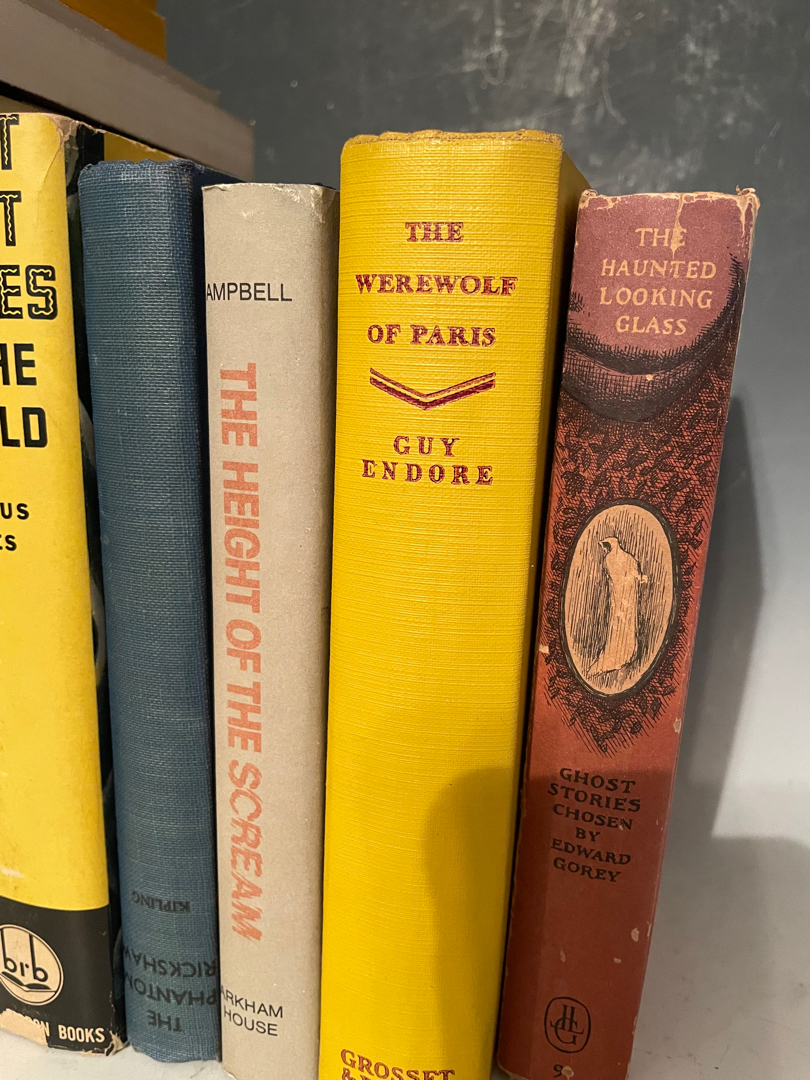 T
T
ES
HE
LD
US
ES
brb
ON BOOKS
KIPLING
THE
PHANTOM
RICKSHAW
AMPBELL
THE HEIGHT OF THE SCREAM
ARKHAM
HOUSE
THE
WEREWOLF
OF PARIS
GUY
ENDORE
GROSSET
THE
HAUNTED
LOOKING
GLASS
GHOST
STORIES
CHOSEN
BY
EDWARD
GOREY